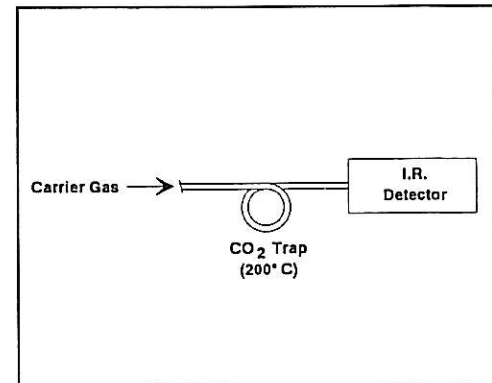 Carrier Gas
I.R.
Detector
CO2 Trap
(200° C)